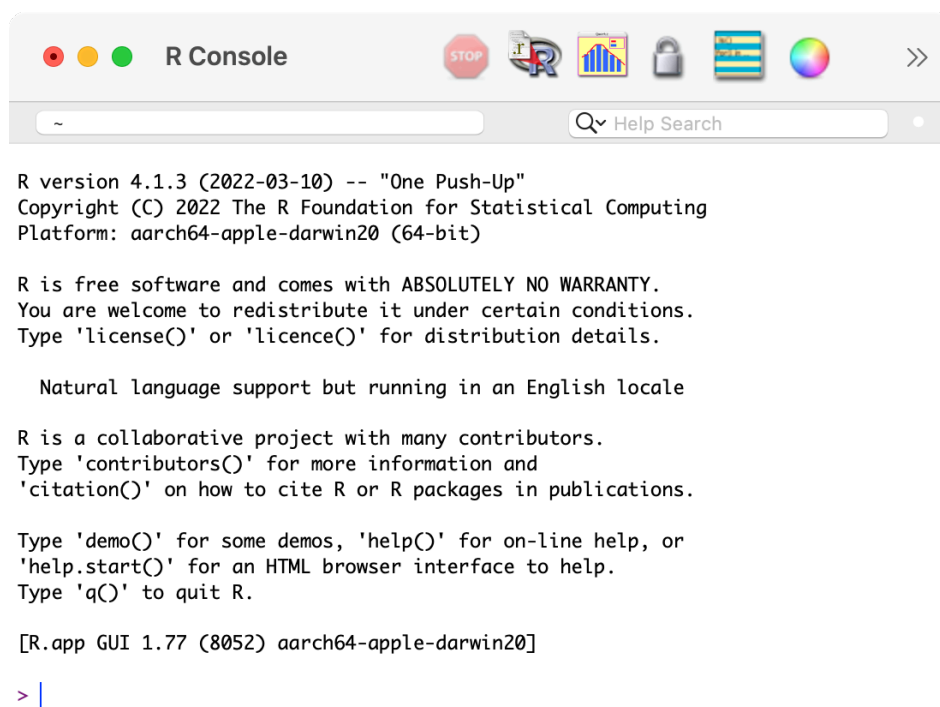 R Console
STOP
~
Help Search
R version 4.1.3 (2022-03-10) -- "One Push-Up"
Copyright (C) 2022 The R Foundation for Statistical Computing
Platform: aarch64-apple-darwin20 (64-bit)
R is free software and comes with ABSOLUTELY NO WARRANTY.
You are welcome to redistribute it under certain conditions.
Type 'license()' or 'licence()' for distribution details.
Natural language support but running in an English locale
R is a collaborative project with many contributors.
Type 'contributors()' for more information and
'citation()' on how to cite R or R packages in publications.
Type 'demo()' for some demos, 'help()' for on-line help, or
'help.start()' for an HTML browser interface to help.
Type 'q()' to quit R.
[R.app GUI 1.77 (8052) aarch64-apple-darwin20]
>